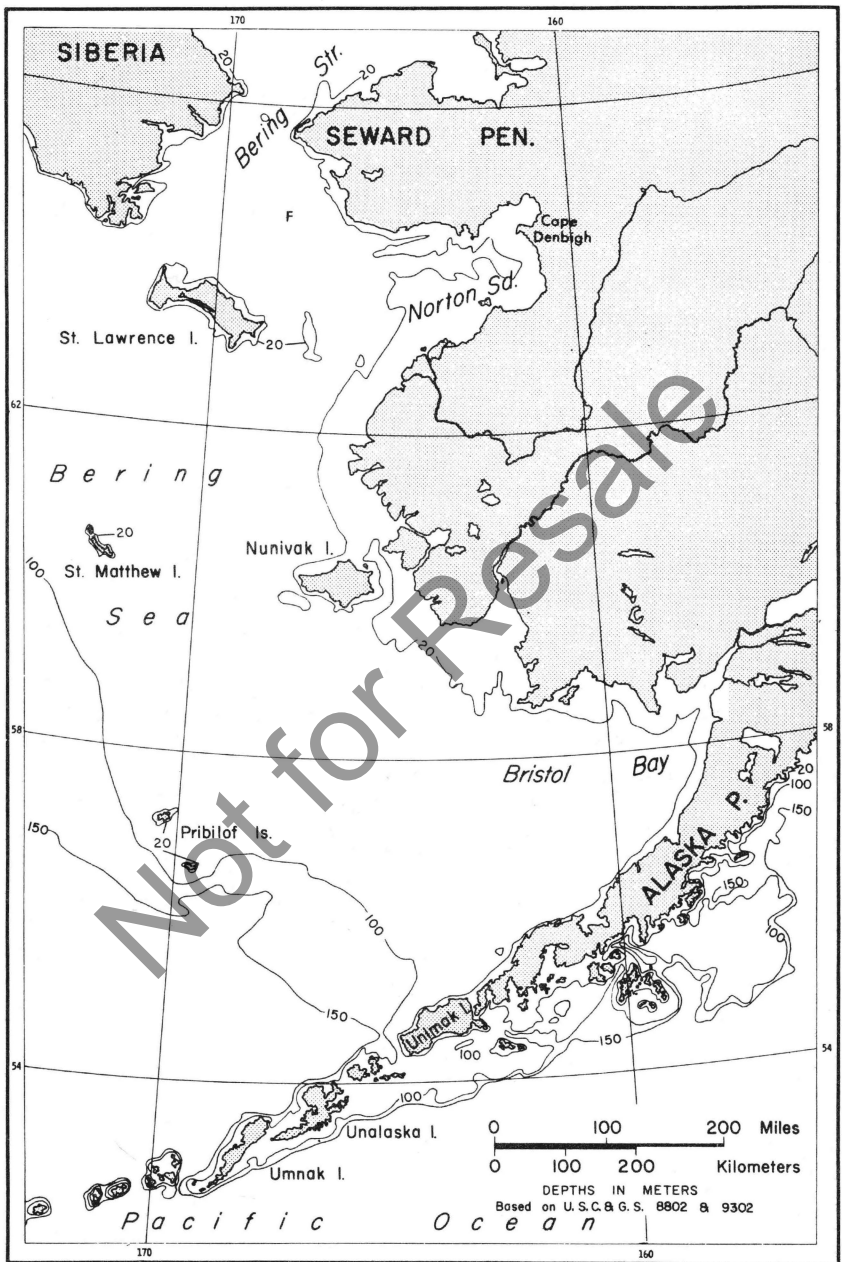 170
160
SIBERIA
20
Bering Str.
20
SEWARD PEN.
F
Cape
Denbigh
Norton Sd.
St. Lawrence I.
20
62
Bering
20
Nunivak I.
St. Matthew I.
100
Sea
20
58
58
Bristol Bay
20
100
150
ALASKA P.
150
Pribilof Is.
20
150
100
100
150
Unimak I.
100
150
54
54
100
Unalaska I.
Umnak I.
0 100 200 Miles
0 100 200 Kilometers
DEPTHS IN METERS
Based on U.S.C.& G.S. 8802 & 9302
Pacific Ocean
170
160
Not for Resale